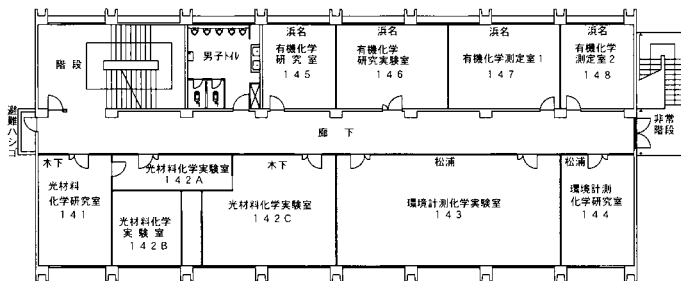 階段
男子トイレ
浜名
有機化学
研究室
145
浜名
有機化学
研究実験室
146
浜名
有機化学測定室1
147
浜名
有機化学
測定室2
148
避難ハシゴ
廊下
非常
階段
木下
光材料
化学研究室
141
光材料化学実験室
142A
光材料化学
実験室
142B
木下
光材料化学実験室
142C
松浦
環境計測化学実験室
143
松浦
環境計測
化学研究室
144